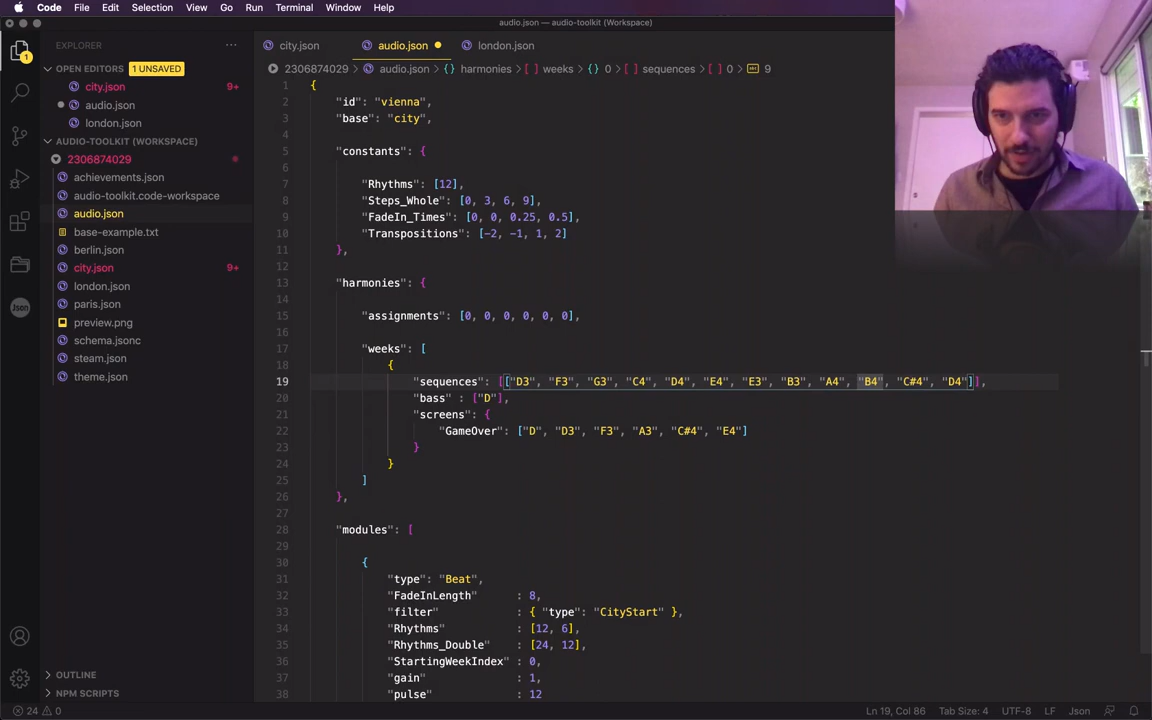 Code File Edit Selection View Go Run Terminal Window Help
audio.json — audio-toolkit (Workspace)
EXPLORER
OPEN EDITORS 1 UNSAVED
city.json 9+
audio.json
london.json
AUDIO-TOOLKIT (WORKSPACE)
2306874029
achievements.json
audio-toolkit.code-workspace
audio.json
base-example.txt
berlin.json
city.json 9+
london.json
paris.json
preview.png
schema.jsonc
steam.json
theme.json
OUTLINE
NPM SCRIPTS
1
Json
city.json audio.json london.json
2306874029 > audio.json > {} harmonies > [ ] weeks > {} 0 > [ ] sequences > [ ] 0 > 9
1 {
2 "id": "vienna",
3 "base": "city",
4
5 "constants": {
6
7 "Rhythms": [12],
8 "Steps_Whole": [0, 3, 6, 9],
9 "FadeIn_Times": [0, 0, 0.25, 0.5],
10 "Transpositions": [-2, -1, 1, 2]
11 },
12
13 "harmonies": {
14
15 "assignments": [0, 0, 0, 0, 0, 0],
16
17 "weeks": [
18 {
19 "sequences": [["D3", "F3", "G3", "C4", "D4", "E4", "E3", "B3", "A4", "B4", "C#4", "D4"]],
20 "bass" : ["D"],
21 "screens": {
22 "GameOver": ["D", "D3", "F3", "A3", "C#4", "E4"]
23 }
24 }
25 ]
26 },
27
28 "modules": [
29
30 {
31 "type": "Beat",
32 "FadeInLength" : 8,
33 "filter" : { "type": "CityStart" },
34 "Rhythms" : [12, 6],
35 "Rhythms_Double" : [24, 12],
36 "StartingWeekIndex" : 0,
37 "gain" : 1,
38 "pulse" : 12
24 0
Ln 19, Col 86 Tab Size: 4 UTF-8 LF Json